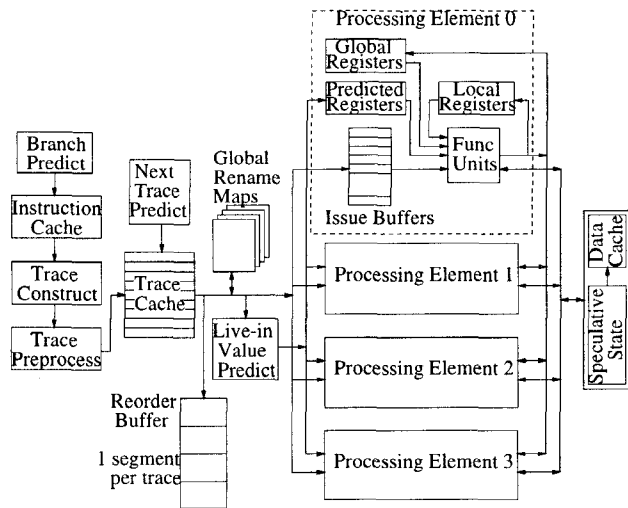 Processing Element 0
Global
Registers
Predicted
Registers
Local
Registers
Func
Units
Issue Buffers
Branch
Predict
Instruction
Cache
Trace
Construct
Trace
Preprocess
Next
Trace
Predict
Trace
Cache
Global
Rename
Maps
Live-in
Value
Predict
Reorder
Buffer
1 segment
per trace
Processing Element 1
Processing Element 2
Processing Element 3
Data
Cache
Speculative
State